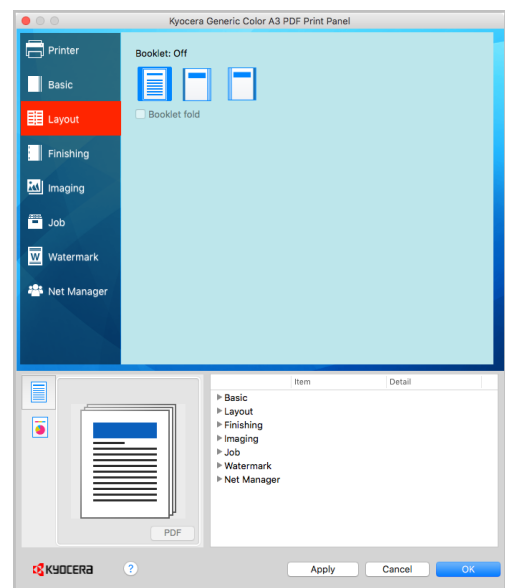 Kyocera Generic Color A3 PDF Print Panel
Printer
Basic
Layout
Finishing
Imaging
Job
W
Watermark
Net Manager
Booklet: Off
Booklet fold
Item Detail
Basic
Layout
Finishing
Imaging
Job
Watermark
Net Manager
PDF
KYOCERA
?
Apply Cancel OK